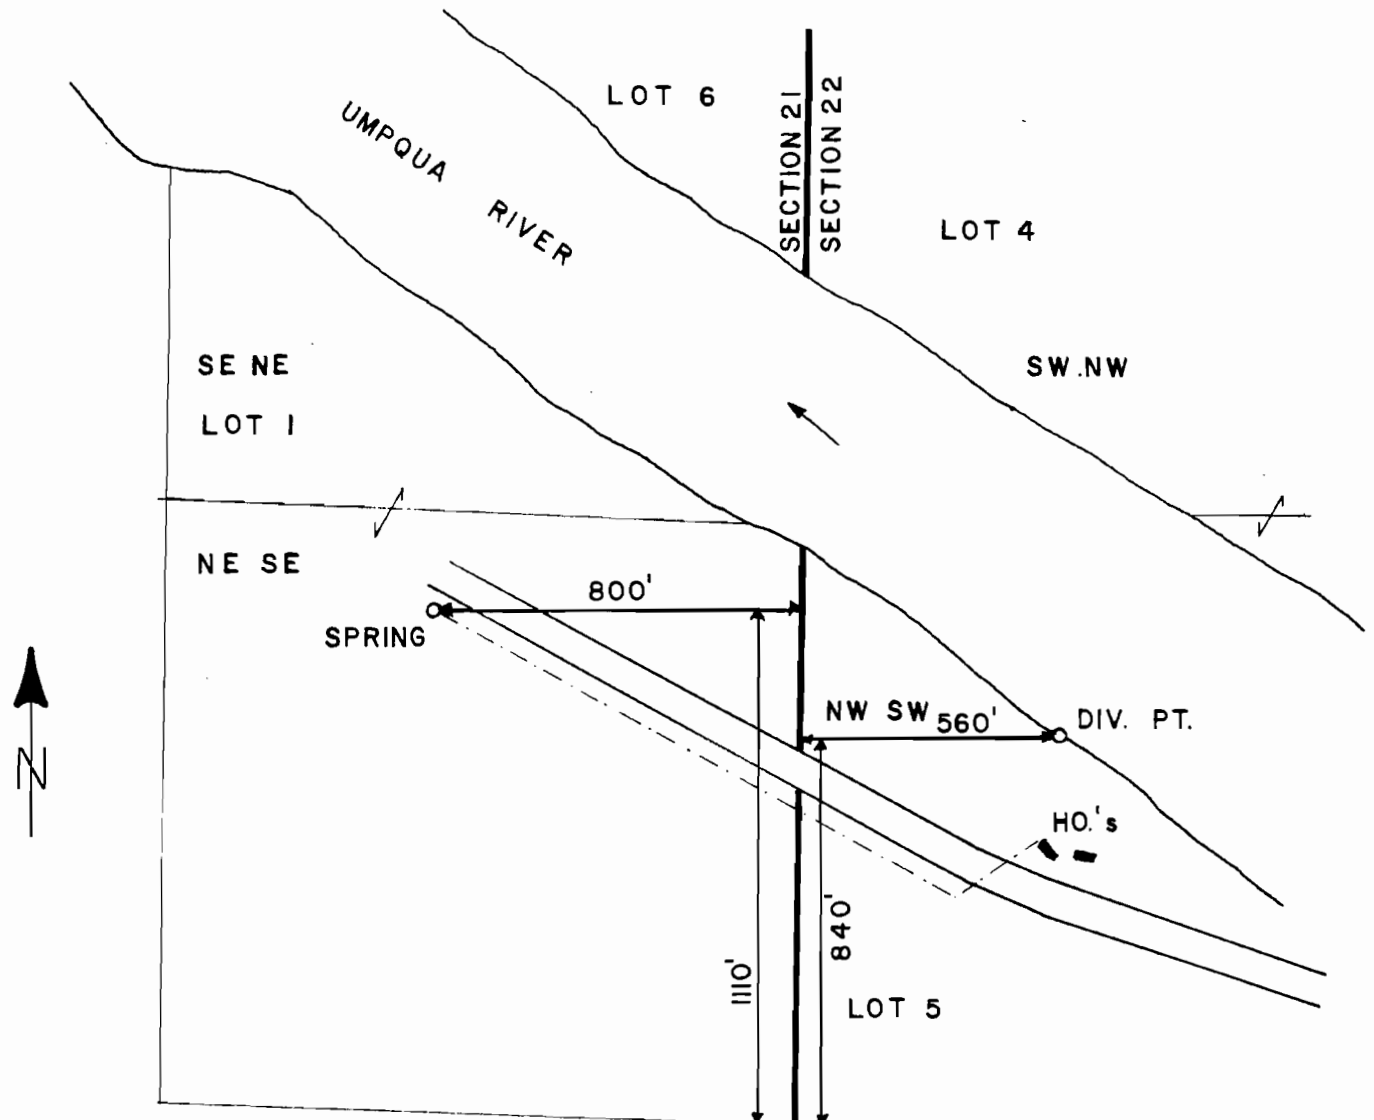 LOT 6
SECTION 21
SECTION 22
UMPQUA RIVER
LOT 4
SE NE
LOT 1
SW.NW
NE SE
800'
SPRING
NW SW
560'
DIV. PT.
N
HO.'s
840'
1110'
LOT 5